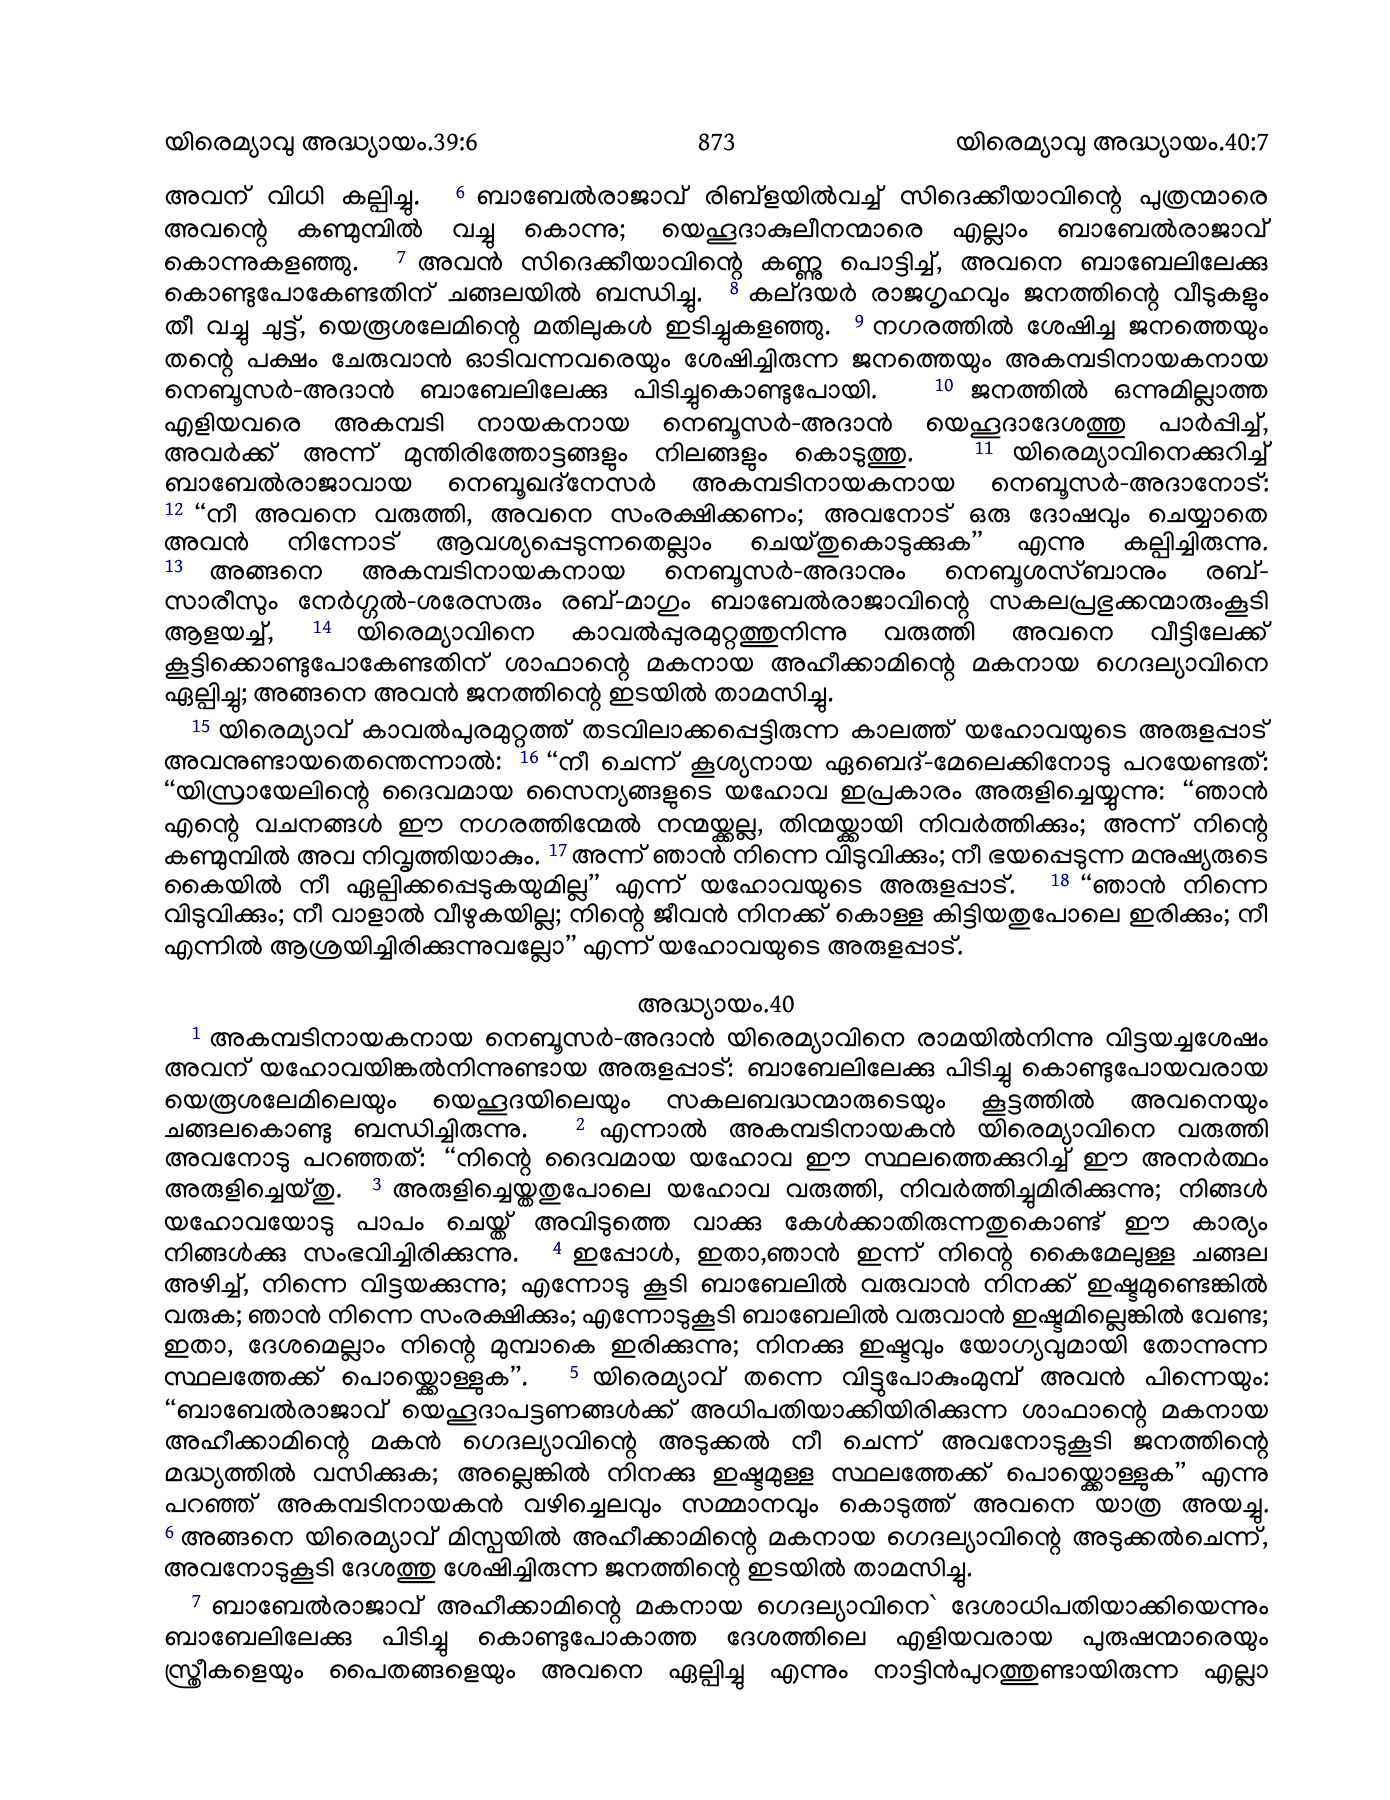 യിരെമ്യാവു അദ്ധ്യായം.39:6 873 യിരെമ്യാവു അദ്ധ്യായം.40:7
അവന് വിധി കല്പിച്ചു. 6 ബാബേൽരാജാവ് രിബ്ളയിൽവച്ച് സിദെക്കീയാവിന്റെ പുത്രന്മാരെ
അവന്റെ കണ്മുമ്പിൽ വച്ചു കൊന്നു; യെഹൂദാകുലീനന്മാരെ എല്ലാം ബാബേൽരാജാവ്
കൊന്നുകളഞ്ഞു. 7 അവൻ സിദെക്കീയാവിന്റെ കണ്ണു പൊട്ടിച്ച്, അവനെ ബാബേലിലേക്കു
കൊണ്ടുപോകേണ്ടതിന് ചങ്ങലയിൽ ബന്ധിച്ചു. 8 കല്ദയർ രാജഗൃഹവും ജനത്തിന്റെ വീടുകളും
തീ വച്ചു ചുട്ട്, യെരൂശലേമിന്റെ മതിലുകൾ ഇടിച്ചുകളഞ്ഞു. 9 നഗരത്തിൽ ശേഷിച്ച ജനത്തെയും
തന്റെ പക്ഷം ചേരുവാൻ ഓടിവന്നവരെയും ശേഷിച്ചിരുന്ന ജനത്തെയും അകമ്പടിനായകനായ
നെബൂസർ-അദാൻ ബാബേലിലേക്കു പിടിച്ചുകൊണ്ടുപോയി. 10 ജനത്തിൽ ഒന്നുമില്ലാത്ത
എളിയവരെ അകമ്പടി നായകനായ നെബൂസർ-അദാൻ യെഹൂദാദേശത്തു പാർപ്പിച്ച്,
അവർക്ക് അന്ന് മുന്തിരിത്തോട്ടങ്ങളും നിലങ്ങളും കൊടുത്തു. 11 യിരെമ്യാവിനെക്കുറിച്ച്
ബാബേൽരാജാവായ നെബൂഖദ്നേസർ അകമ്പടിനായകനായ നെബൂസർ-അദാനോട്:
12 “നീ അവനെ വരുത്തി, അവനെ സംരക്ഷിക്കണം; അവനോട് ഒരു ദോഷവും ചെയ്യാതെ
അവൻ നിന്നോട് ആവശ്യപ്പെടുന്നതെല്ലാം ചെയ്തുകൊടുക്കുക” എന്നു കല്പിച്ചിരുന്നു.
13 അങ്ങനെ അകമ്പടിനായകനായ നെബൂസർ-അദാനും നെബൂശസ്ബാനും രബ്-
സാരീസും നേർഗ്ഗൽ-ശരേസരും രബ്-മാഗും ബാബേൽരാജാവിന്റെ സകലപ്രഭുക്കന്മാരുംകൂടി
ആളയച്ച്, 14 യിരെമ്യാവിനെ കാവൽപ്പുരമുറ്റത്തുനിന്നു വരുത്തി അവനെ വീട്ടിലേക്ക്
കൂട്ടിക്കൊണ്ടുപോകേണ്ടതിന് ശാഫാന്റെ മകനായ അഹീക്കാമിന്റെ മകനായ ഗെദല്യാവിനെ
ഏല്പിച്ചു; അങ്ങനെ അവൻ ജനത്തിന്റെ ഇടയിൽ താമസിച്ചു.
15 യിരെമ്യാവ് കാവൽപുരമുറ്റത്ത് തടവിലാക്കപ്പെട്ടിരുന്ന കാലത്ത് യഹോവയുടെ അരുളപ്പാട്
അവനുണ്ടായതെന്തെന്നാൽ: 16 “നീ ചെന്ന് കൂശ്യനായ ഏബെദ്-മേലെക്കിനോടു പറയേണ്ടത്:
“യിസ്രായേലിന്റെ ദൈവമായ സൈന്യങ്ങളുടെ യഹോവ ഇപ്രകാരം അരുളിച്ചെയ്യുന്നു: “ഞാൻ
എന്റെ വചനങ്ങൾ ഈ നഗരത്തിന്മേൽ നന്മയ്ക്കല്ല, തിന്മയ്ക്കായി നിവർത്തിക്കും; അന്ന് നിന്റെ
കണ്മുമ്പിൽ അവ നിവൃത്തിയാകും. 17 അന്ന് ഞാൻ നിന്നെ വിടുവിക്കും; നീ ഭയപ്പെടുന്ന മനുഷ്യരുടെ
കൈയിൽ നീ ഏല്പിക്കപ്പെടുകയുമില്ല” എന്ന് യഹോവയുടെ അരുളപ്പാട്. 18 “ഞാൻ നിന്നെ
വിടുവിക്കും; നീ വാളാൽ വീഴുകയില്ല; നിന്റെ ജീവൻ നിനക്ക് കൊള്ള കിട്ടിയതുപോലെ ഇരിക്കും; നീ
എന്നിൽ ആശ്രയിച്ചിരിക്കുന്നുവല്ലോ” എന്ന് യഹോവയുടെ അരുളപ്പാട്.
അദ്ധ്യായം.40
1 അകമ്പടിനായകനായ നെബൂസർ-അദാൻ യിരെമ്യാവിനെ രാമയിൽനിന്നു വിട്ടയച്ചശേഷം
അവന് യഹോവയിങ്കൽനിന്നുണ്ടായ അരുളപ്പാട്: ബാബേലിലേക്കു പിടിച്ചു കൊണ്ടുപോയവരായ
യെരൂശലേമിലെയും യെഹൂദയിലെയും സകലബദ്ധന്മാരുടെയും കൂട്ടത്തിൽ അവനെയും
ചങ്ങലകൊണ്ടു ബന്ധിച്ചിരുന്നു. 2 എന്നാൽ അകമ്പടിനായകൻ യിരെമ്യാവിനെ വരുത്തി
അവനോടു പറഞ്ഞത്: “നിന്റെ ദൈവമായ യഹോവ ഈ സ്ഥലത്തെക്കുറിച്ച് ഈ അനർത്ഥം
അരുളിച്ചെയ്തു. 3 അരുളിച്ചെയ്തതുപോലെ യഹോവ വരുത്തി, നിവർത്തിച്ചുമിരിക്കുന്നു; നിങ്ങൾ
യഹോവയോടു പാപം ചെയ്ത് അവിടുത്തെ വാക്കു കേൾക്കാതിരുന്നതുകൊണ്ട് ഈ കാര്യം
നിങ്ങൾക്കു സംഭവിച്ചിരിക്കുന്നു. 4 ഇപ്പോൾ, ഇതാ,ഞാൻ ഇന്ന് നിന്റെ കൈമേലുള്ള ചങ്ങല
അഴിച്ച്, നിന്നെ വിട്ടയക്കുന്നു; എന്നോടു കൂടി ബാബേലിൽ വരുവാൻ നിനക്ക് ഇഷ്ടമുണ്ടെങ്കിൽ
വരുക; ഞാൻ നിന്നെ സംരക്ഷിക്കും; എന്നോടുകൂടി ബാബേലിൽ വരുവാൻ ഇഷ്ടമില്ലെങ്കിൽ വേണ്ട;
ഇതാ, ദേശമെല്ലാം നിന്റെ മുമ്പാകെ ഇരിക്കുന്നു; നിനക്കു ഇഷ്ടവും യോഗ്യവുമായി തോന്നുന്ന
സ്ഥലത്തേക്ക് പൊയ്ക്കൊള്ളുക”. 5 യിരെമ്യാവ് തന്നെ വിട്ടുപോകുംമുമ്പ് അവൻ പിന്നെയും:
“ബാബേൽരാജാവ് യെഹൂദാപട്ടണങ്ങൾക്ക് അധിപതിയാക്കിയിരിക്കുന്ന ശാഫാന്റെ മകനായ
അഹീക്കാമിന്റെ മകൻ ഗെദല്യാവിന്റെ അടുക്കൽ നീ ചെന്ന് അവനോടുകൂടി ജനത്തിന്റെ
മദ്ധ്യത്തിൽ വസിക്കുക; അല്ലെങ്കിൽ നിനക്കു ഇഷ്ടമുള്ള സ്ഥലത്തേക്ക് പൊയ്ക്കൊള്ളുക” എന്നു
പറഞ്ഞ് അകമ്പടിനായകൻ വഴിച്ചെലവും സമ്മാനവും കൊടുത്ത് അവനെ യാത്ര അയച്ചു.
6 അങ്ങനെ യിരെമ്യാവ് മിസ്പയിൽ അഹീക്കാമിന്റെ മകനായ ഗെദല്യാവിന്റെ അടുക്കൽചെന്ന്,
അവനോടുകൂടി ദേശത്തു ശേഷിച്ചിരുന്ന ജനത്തിന്റെ ഇടയിൽ താമസിച്ചു.
7 ബാബേൽരാജാവ് അഹീക്കാമിന്റെ മകനായ ഗെദല്യാവിനെ` ദേശാധിപതിയാക്കിയെന്നും
ബാബേലിലേക്കു പിടിച്ചു കൊണ്ടുപോകാത്ത ദേശത്തിലെ എളിയവരായ പുരുഷന്മാരെയും
സ്ത്രീകളെയും പൈതങ്ങളെയും അവനെ ഏല്പിച്ചു എന്നും നാട്ടിൻപുറത്തുണ്ടായിരുന്ന എല്ലാ